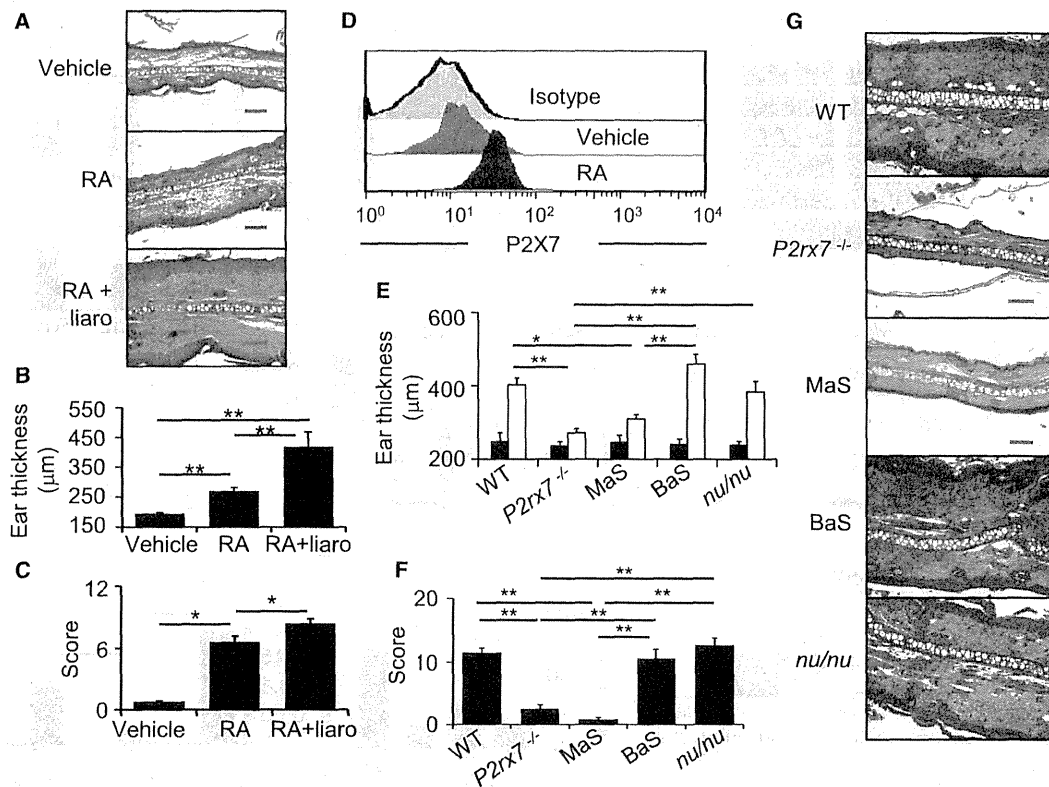 A
Vehicle
RA
RA +
liaro
B
Ear thickness
(μm)
550
450
350
250
150
**
**
**
Vehicle RA RA+liaro
C
Score
12
6
0
*
*
Vehicle RA RA+liaro
D
Isotype
Vehicle
RA
10^0 10^1 10^2 10^3 10^4
P2X7
E
Ear thickness
(μm)
600
400
200
**
**
* **
**
WT P2rx7 -/- MaS BaS nu/nu
F
Score
20
10
0
**
** **
** **
**
WT P2rx7 -/- MaS BaS nu/nu
G
WT
P2rx7 -/-
MaS
BaS
nu/nu